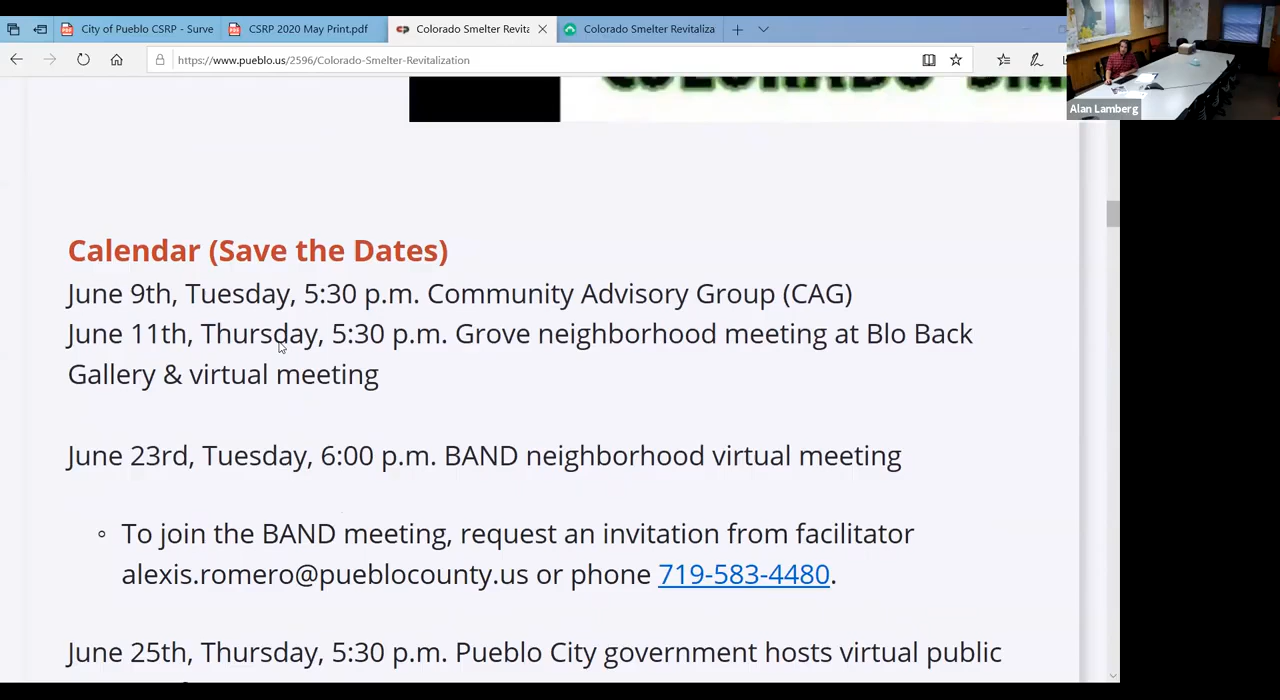 City of Pueblo CSRP - Surve
CSRP 2020 May Print.pdf
Colorado Smelter Revita
Colorado Smelter Revitaliza
https://www.pueblo.us/2596/Colorado-Smelter-Revitalization
Alan Lamberg
Calendar (Save the Dates)
June 9th, Tuesday, 5:30 p.m. Community Advisory Group (CAG)
June 11th, Thursday, 5:30 p.m. Grove neighborhood meeting at Blo Back
Gallery & virtual meeting
June 23rd, Tuesday, 6:00 p.m. BAND neighborhood virtual meeting
To join the BAND meeting, request an invitation from facilitator
alexis.romero@pueblocounty.us or phone 719-583-4480.
June 25th, Thursday, 5:30 p.m. Pueblo City government hosts virtual public